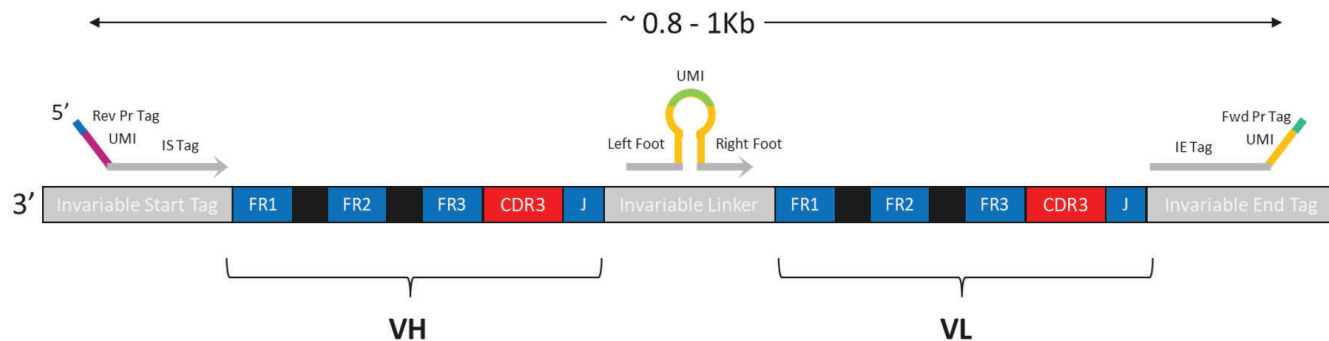 ~ 0.8 - 1Kb
UMI
5’
Rev Pr Tag
UMI
IS Tag
Left Foot
Right Foot
Fwd Pr Tag
UMI
IE Tag
3’
Invariable Start Tag
FR1
FR2
FR3
CDR3
J
Invariable Linker
FR1
FR2
FR3
CDR3
J
Invariable End Tag
VH
VL